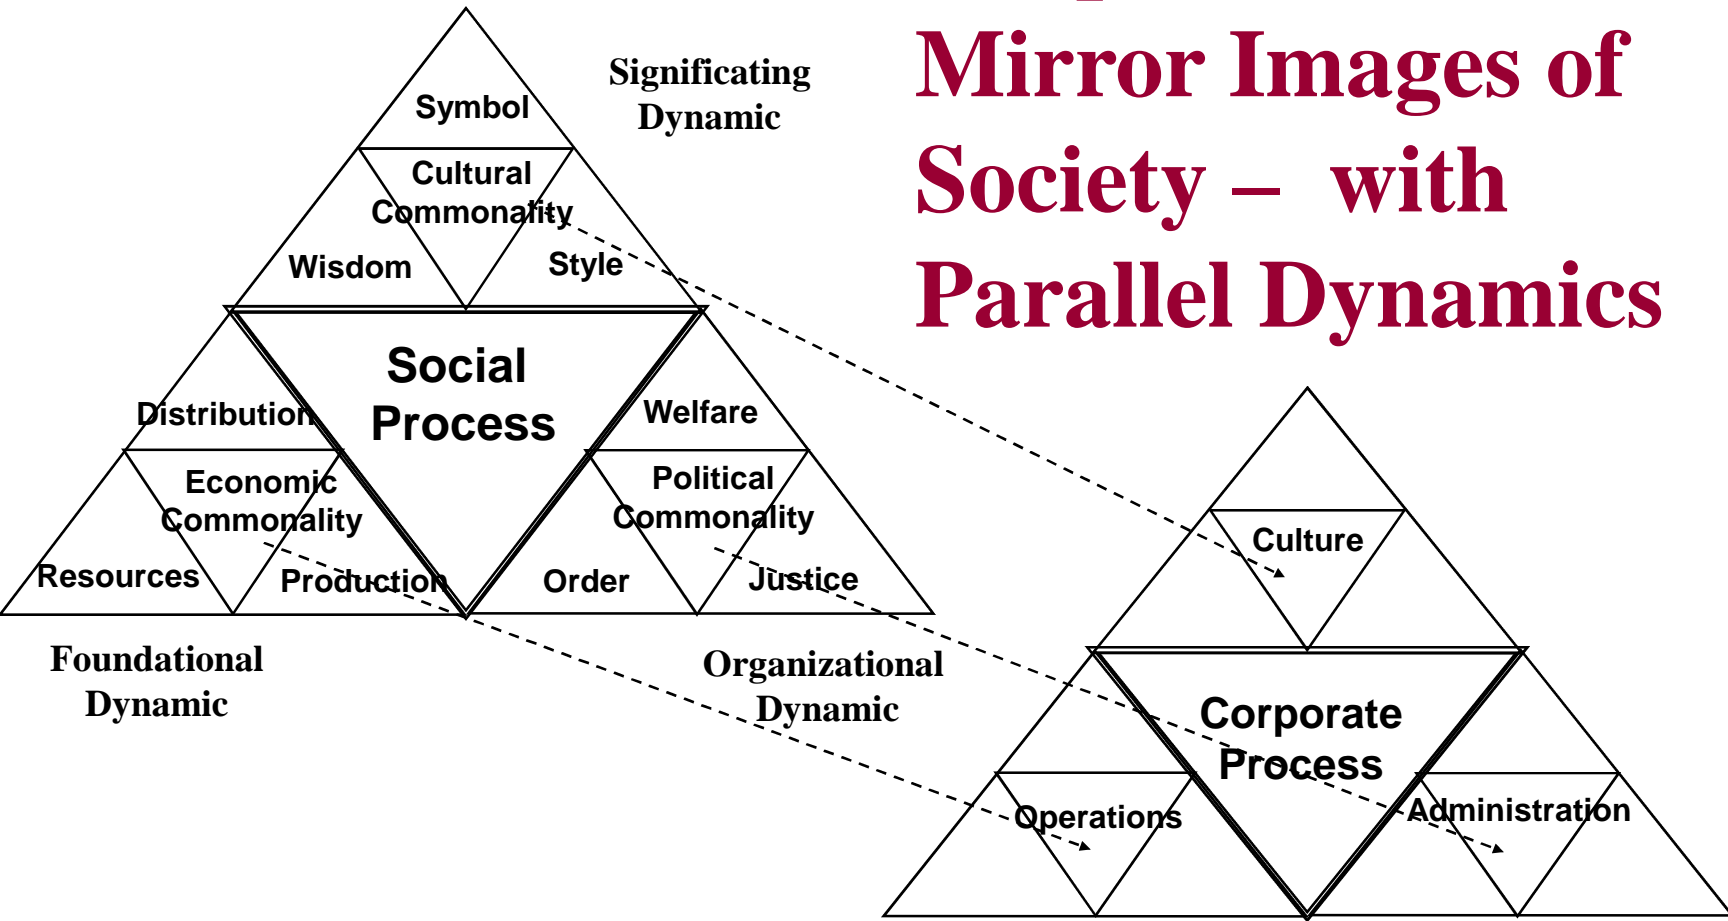 Mirror Images of
Society – with
Parallel Dynamics
Significating
Dynamic
Symbol
Cultural
Commonality
Wisdom
Style
Social
Process
Distribution
Welfare
Economic
Commonality
Political
Commonality
Resources
Production
Order
Justice
Foundational
Dynamic
Organizational
Dynamic
Culture
Corporate
Process
Operations
Administration